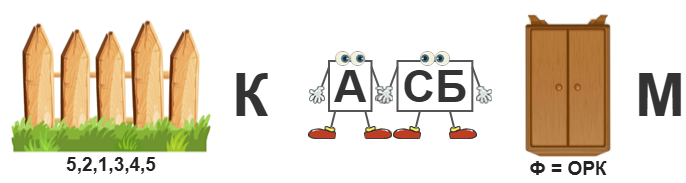 К А СБ М
5,2,1,3,4,5 Ф = ОРК